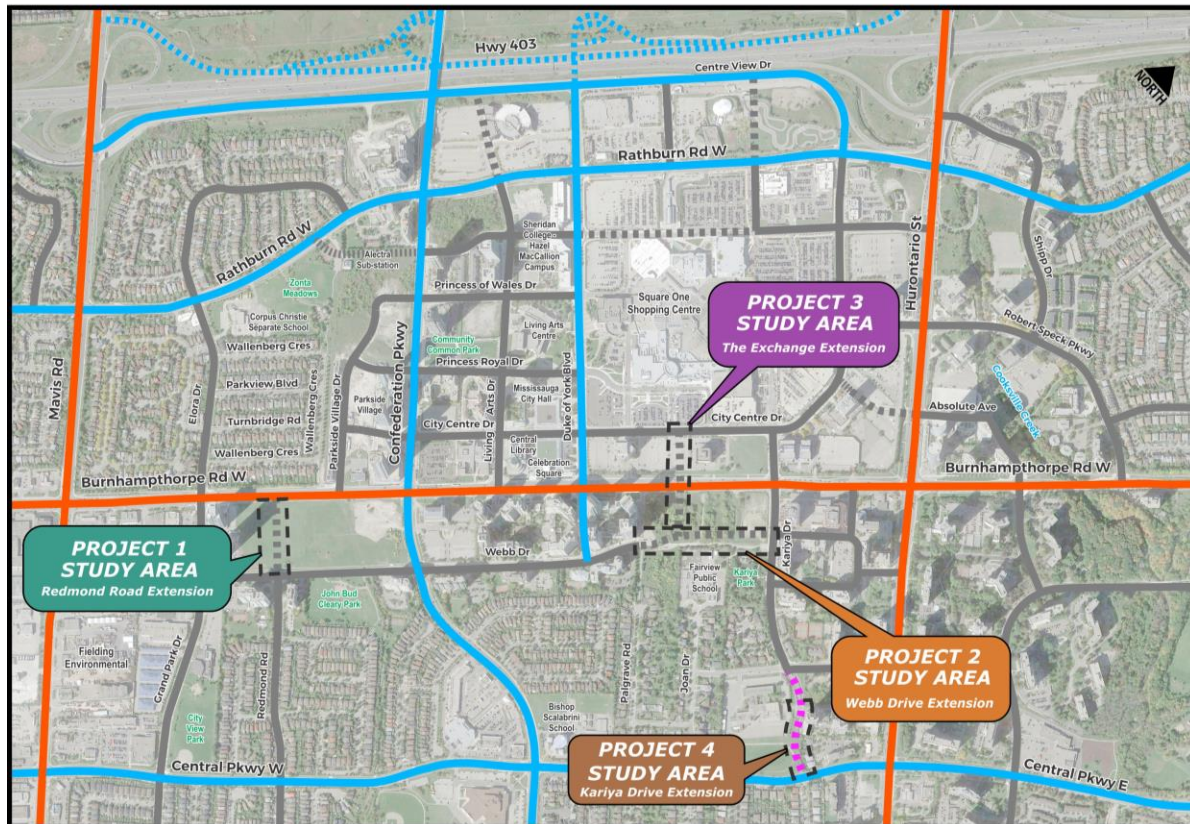 Hwy 403
NORTH
Centre View Dr
Rathburn Rd W
Sheridan
College-
Hazel
MacCallion
Campus
Alectra
Sub-station
Rathburn Rd W
Zonta
Meadows
Princess of Wales Dr
Square One
Shopping Centre
Hurontario St
Shipp Dr
PROJECT 3
STUDY AREA
The Exchange Extension
Corpus Christie
Separate School
Wallenberg Cres
Living Arts
Centre
Community
Common Park
Princess Royal Dr
Robert Speck Pkwy
Mavis Rd
Elora Dr
Parkview Blvd
Wallenberg Cres
Parkside Village Dr
Parkside
Village
Confederation Pkwy
Living Arts Dr
Mississauga
City Hall
Duke of York Blvd
Cooksville Creek
Turnbridge Rd
City Centre Dr
City Centre Dr
Absolute Ave
Wallenberg Cres
Central
Library
Celebration
Square
Burnhampthorpe Rd W
Burnhampthorpe Rd W
PROJECT 1
STUDY AREA
Redmond Road Extension
Webb Dr
Kariya Dr
Fairview
Public
School
Kariya
Park
John Bud
Cleary Park
Fielding
Environmental
Grand Park Dr
Redmond Rd
Palgrave Rd
Joan Dr
PROJECT 2
STUDY AREA
Webb Drive Extension
City
View
Park
Bishop
Scalabrini
School
PROJECT 4
STUDY AREA
Kariya Drive Extension
Central Pkwy W
Central Pkwy E